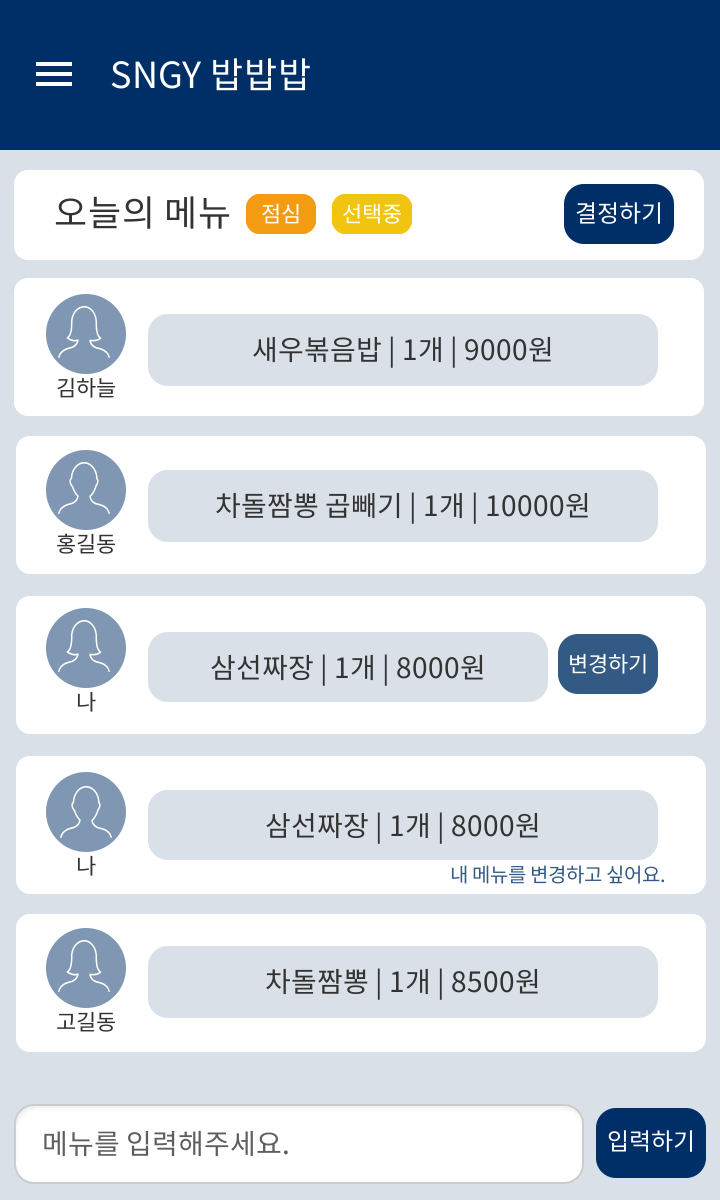 SNGY 밥밥밥
오늘의 메뉴 점심 선택중 결정하기
새우볶음밥 | 1개 | 9000원
김하늘
차돌짬뽕 곱빼기 | 1개 | 10000원
홍길동
삼선짜장 | 1개 | 8000원 변경하기
나
삼선짜장 | 1개 | 8000원
나
내 메뉴를 변경하고 싶어요.
차돌짬뽕 | 1개 | 8500원
고길동
메뉴를 입력해주세요. 입력하기